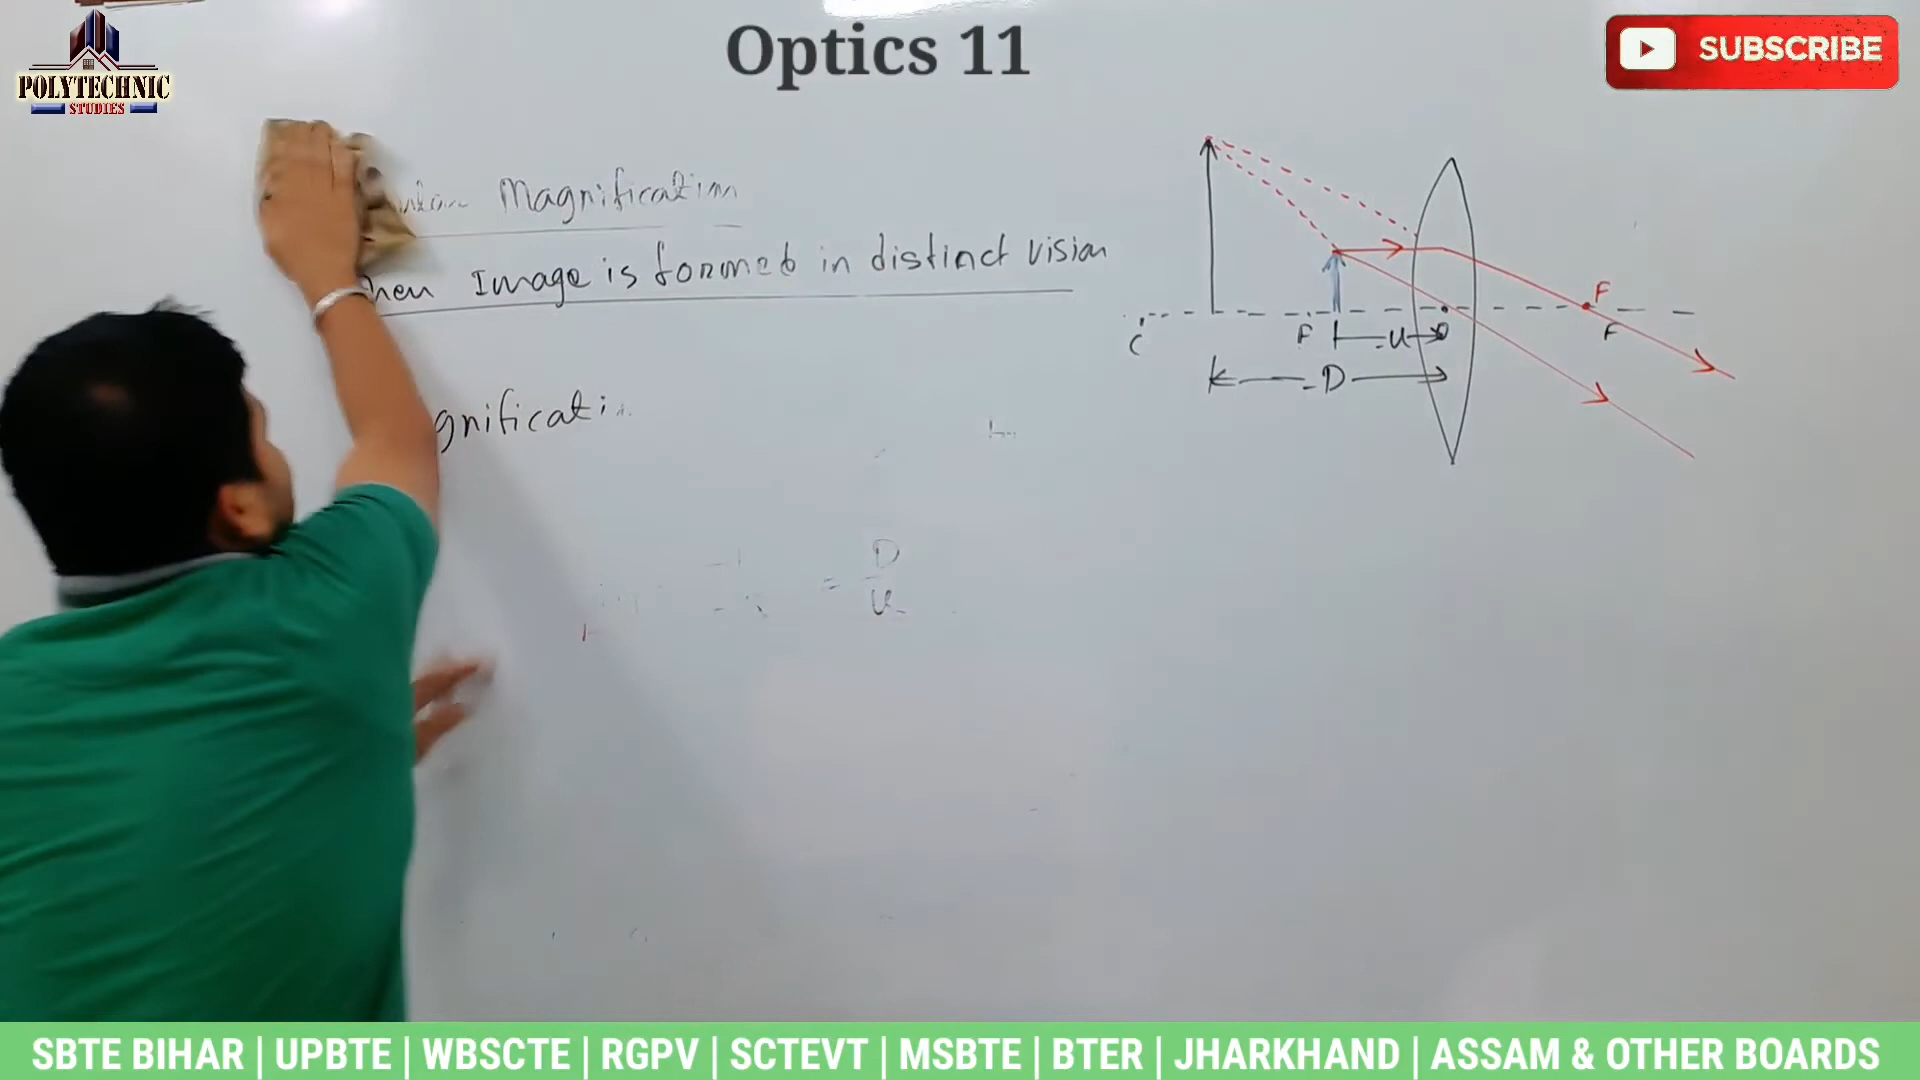 Optics 11
POLYTECHNIC
STUDIES
SUBSCRIBE
Magnification
hen Image is formed in distinct vision
gnificati
= D
u
F
F
C
F
-u
O
-D
SBTE BIHAR | UPBTE | WBSCTE | RGPV | SCTEVT | MSBTE | BTER | JHARKHAND | ASSAM & OTHER BOARDS